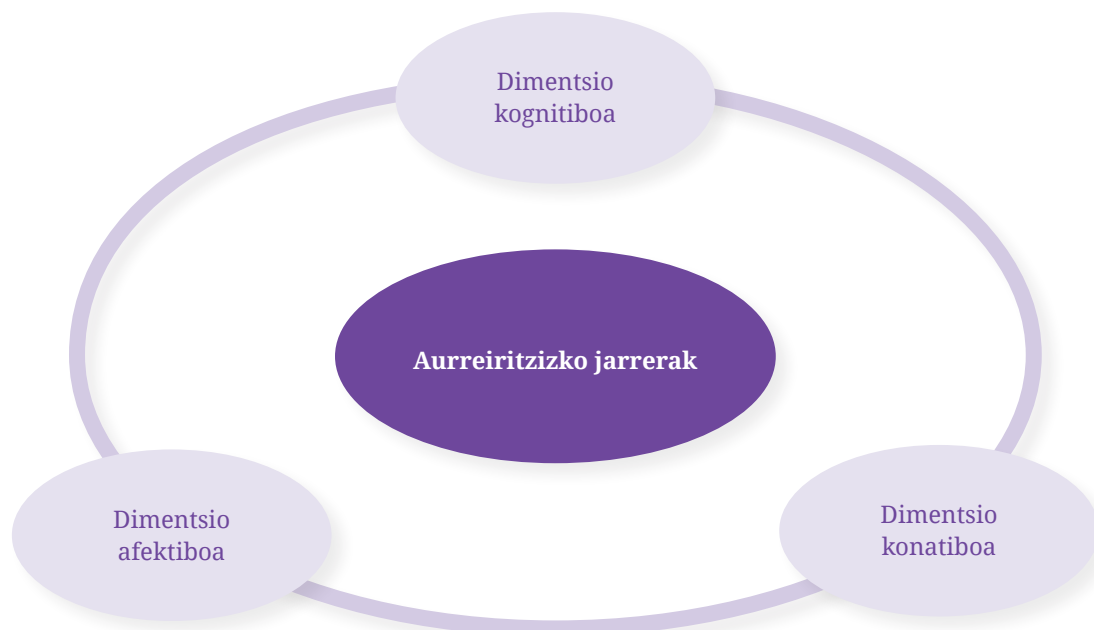 Dimentsio
kognitiboa
Aurreiritzizko jarrerak
Dimentsio
afektiboa
Dimentsio
konatiboa